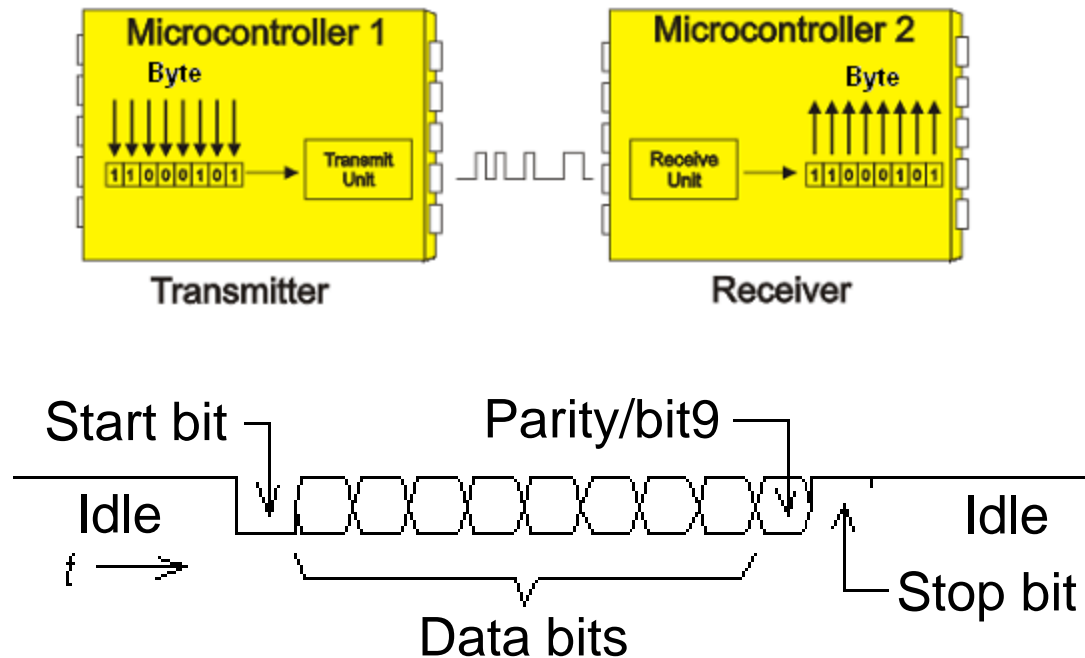 Microcontroller 1
Byte
11000101
Transmit
Unit
Transmitter
Microcontroller 2
Byte
Receive
Unit
11000101
Receiver
Start bit
Parity/bit9
Idle
Idle
t
Stop bit
Data bits